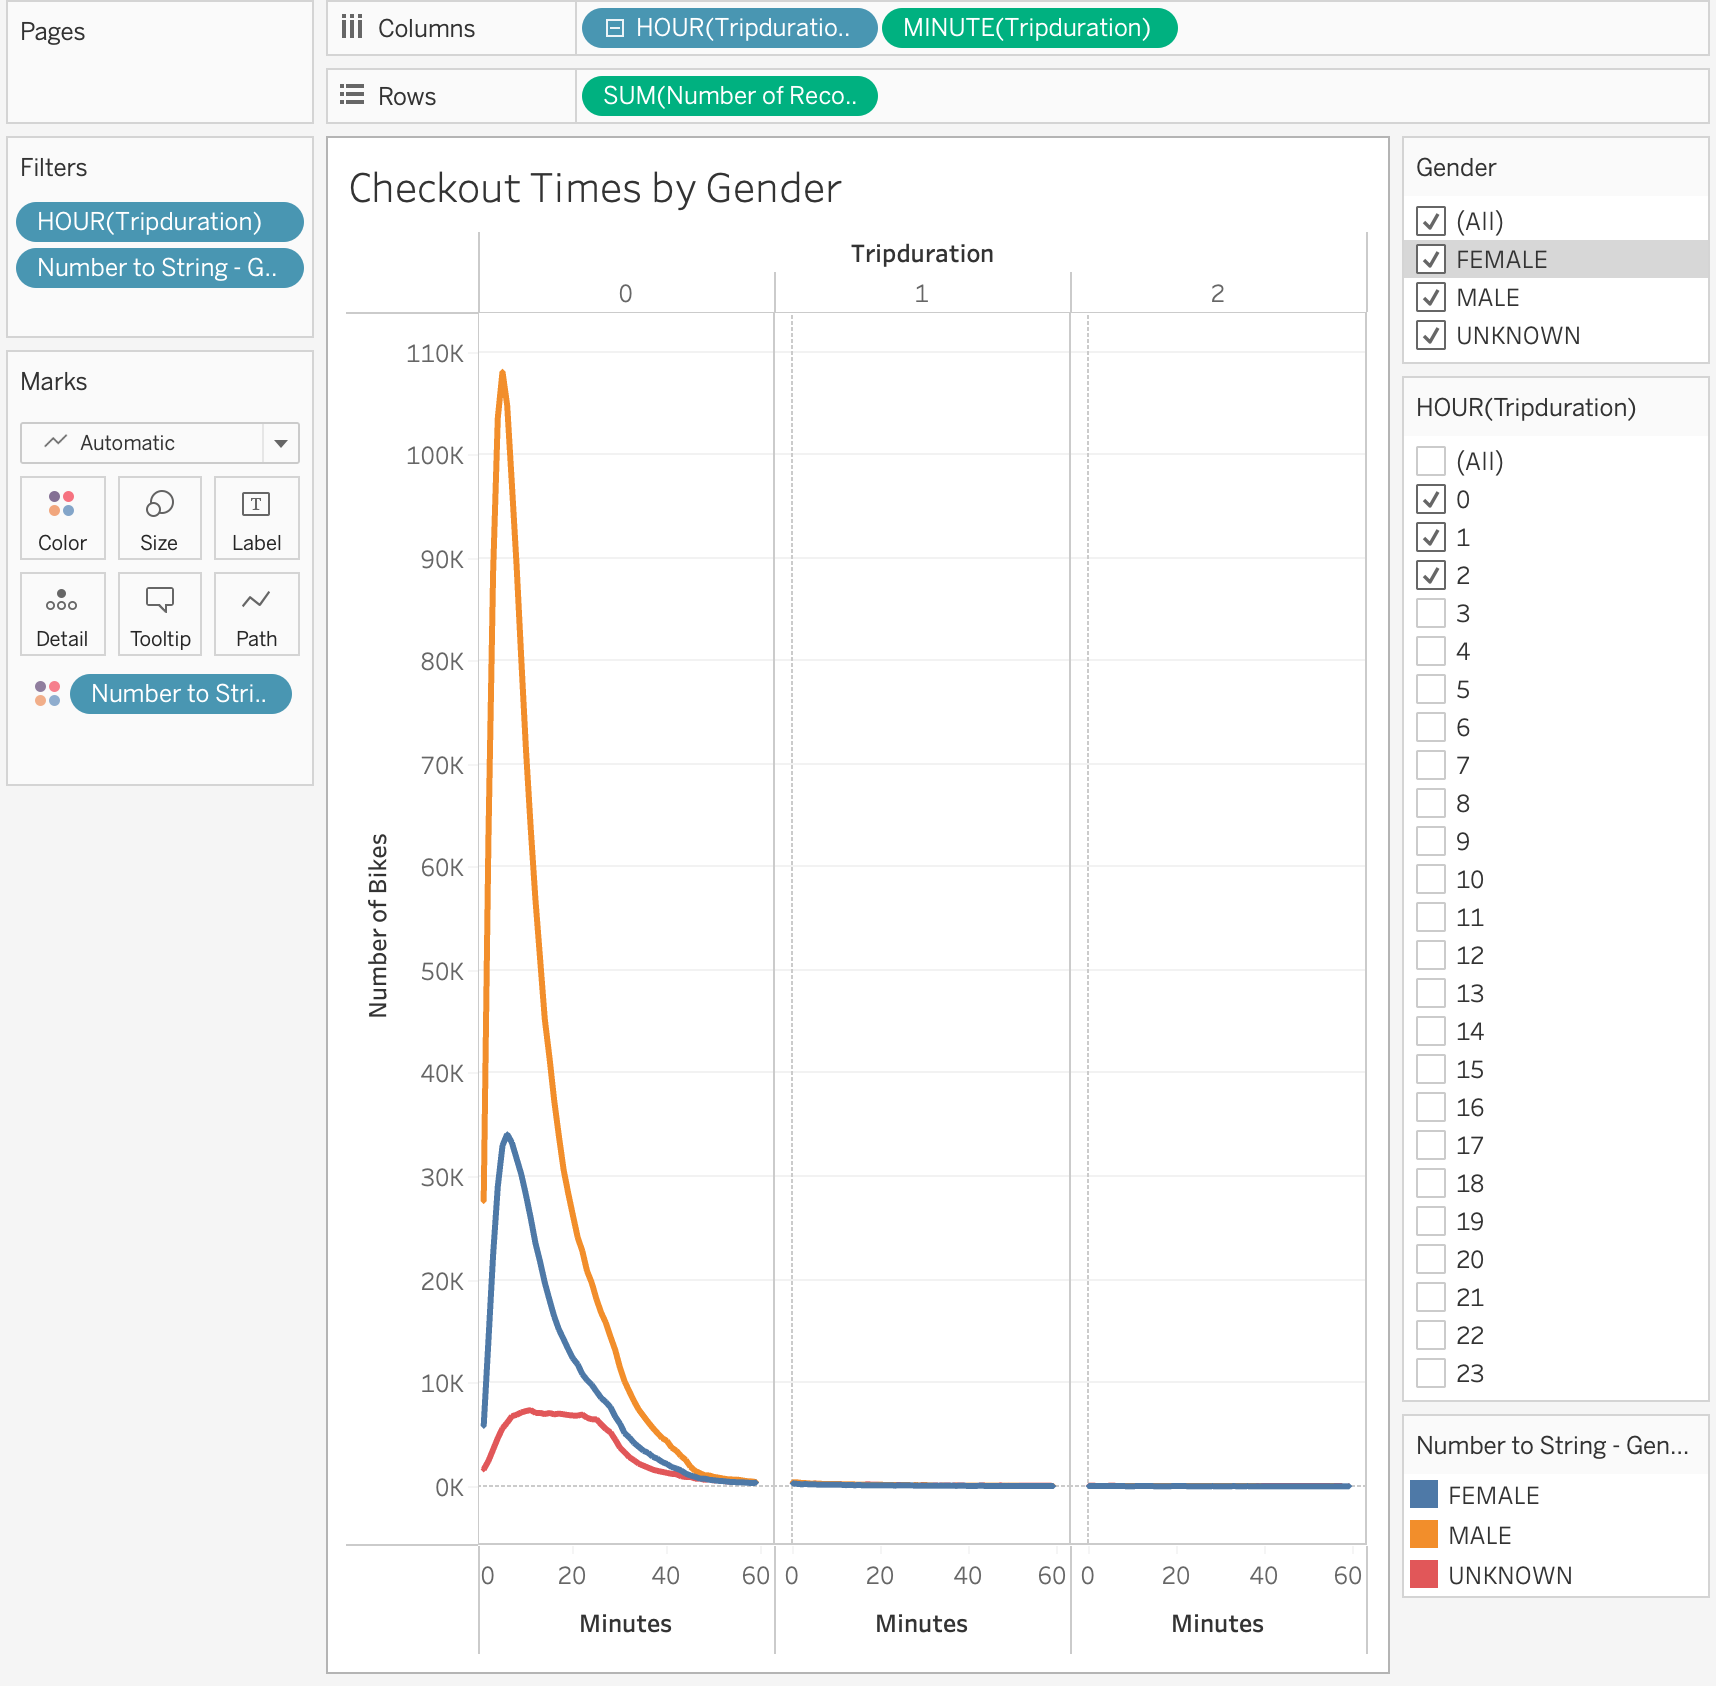 Pages
Columns
HOUR(Tripduratio..
MINUTE(Tripduration)
Rows
SUM(Number of Reco..
Filters
HOUR(Tripduration)
Number to String - G..
Marks
Automatic
Color
Size
T
Label
Detail
Tooltip
Path
Number to Stri..
Checkout Times by Gender
Tripduration
0 1 2
110K
100K
90K
80K
70K
60K
50K
40K
30K
20K
10K
0K
Number of Bikes
0 20 40 60 0 20 40 60 0 20 40 60
Minutes Minutes Minutes
Gender
(All)
FEMALE
MALE
UNKNOWN
HOUR(Tripduration)
(All)
0
1
2
3
4
5
6
7
8
9
10
11
12
13
14
15
16
17
18
19
20
21
22
23
Number to String - Gen...
FEMALE
MALE
UNKNOWN